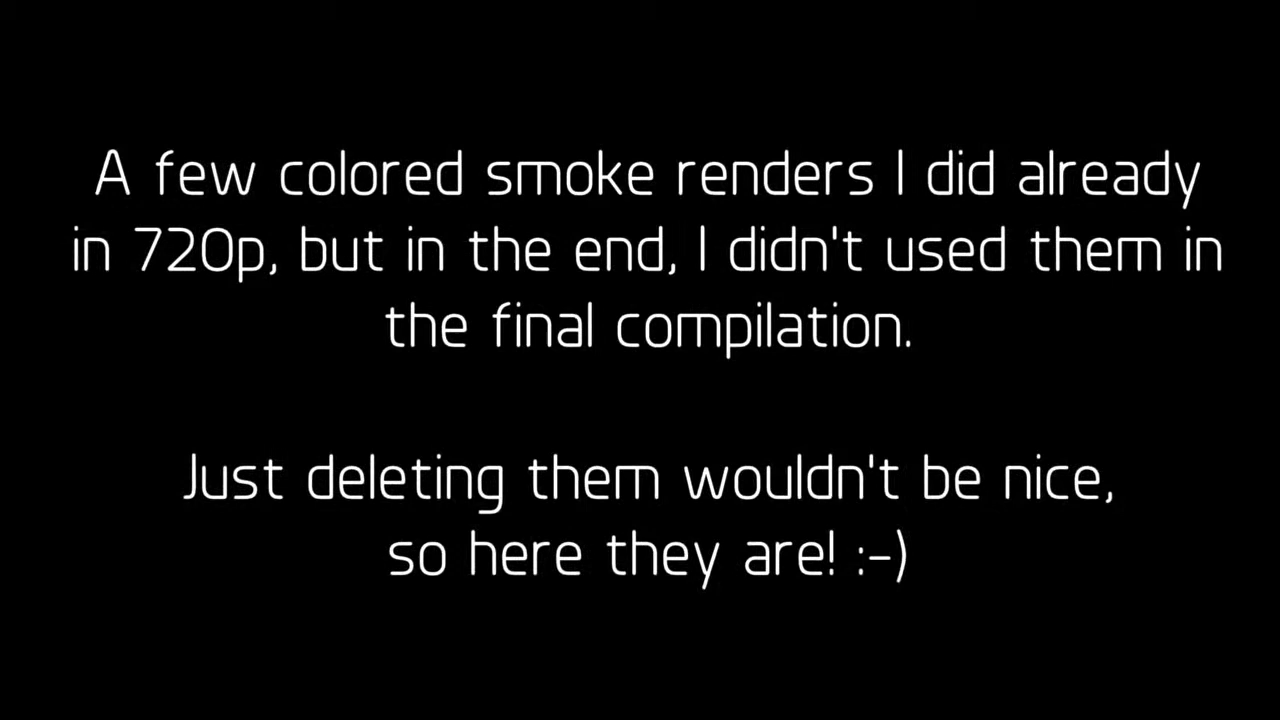 A few colored smoke renders I did already
in 720p, but in the end, I didn't used them in
the final compilation.
Just deleting them wouldn't be nice,
so here they are! :-)